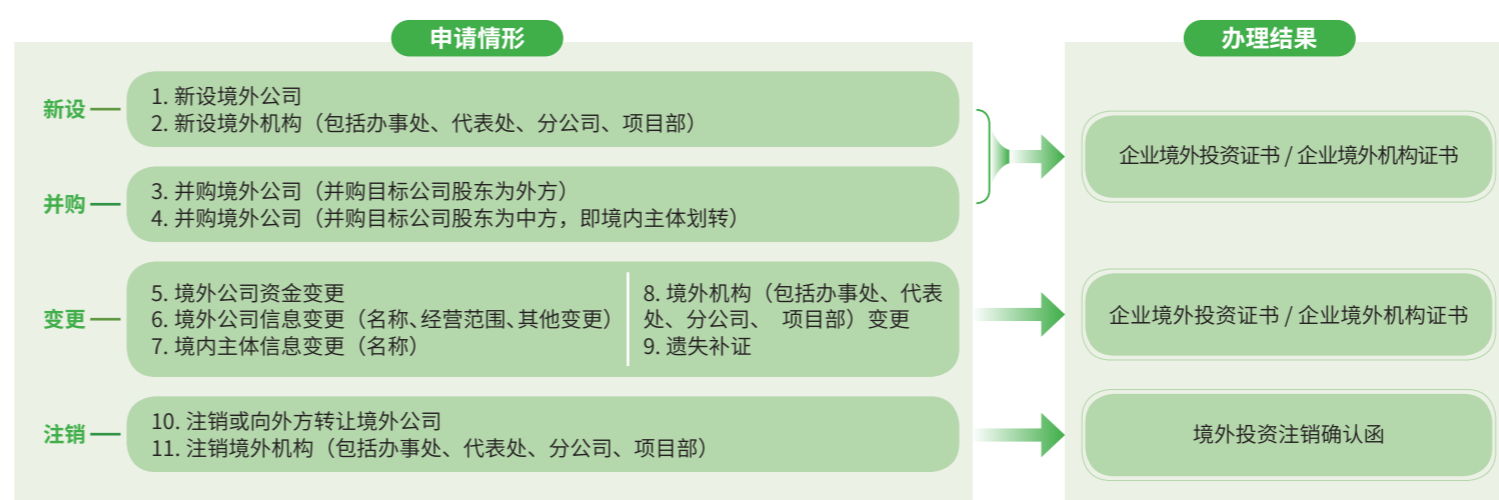 申请情形
办理结果
新设
1. 新设境外公司
2. 新设境外机构（包括办事处、代表处、分公司、项目部）
并购
3. 并购境外公司（并购目标公司股东为外方）
4. 并购境外公司（并购目标公司股东为中方，即境内主体划转）
企业境外投资证书 / 企业境外机构证书
变更
5. 境外公司资金变更
6. 境外公司信息变更（名称、经营范围、其他变更）
7. 境内主体信息变更（名称）
8. 境外机构（包括办事处、代表
处、分公司、 项目部）变更
9. 遗失补证
企业境外投资证书 / 企业境外机构证书
注销
10. 注销或向外方转让境外公司
11. 注销境外机构（包括办事处、代表处、分公司、项目部）
境外投资注销确认函